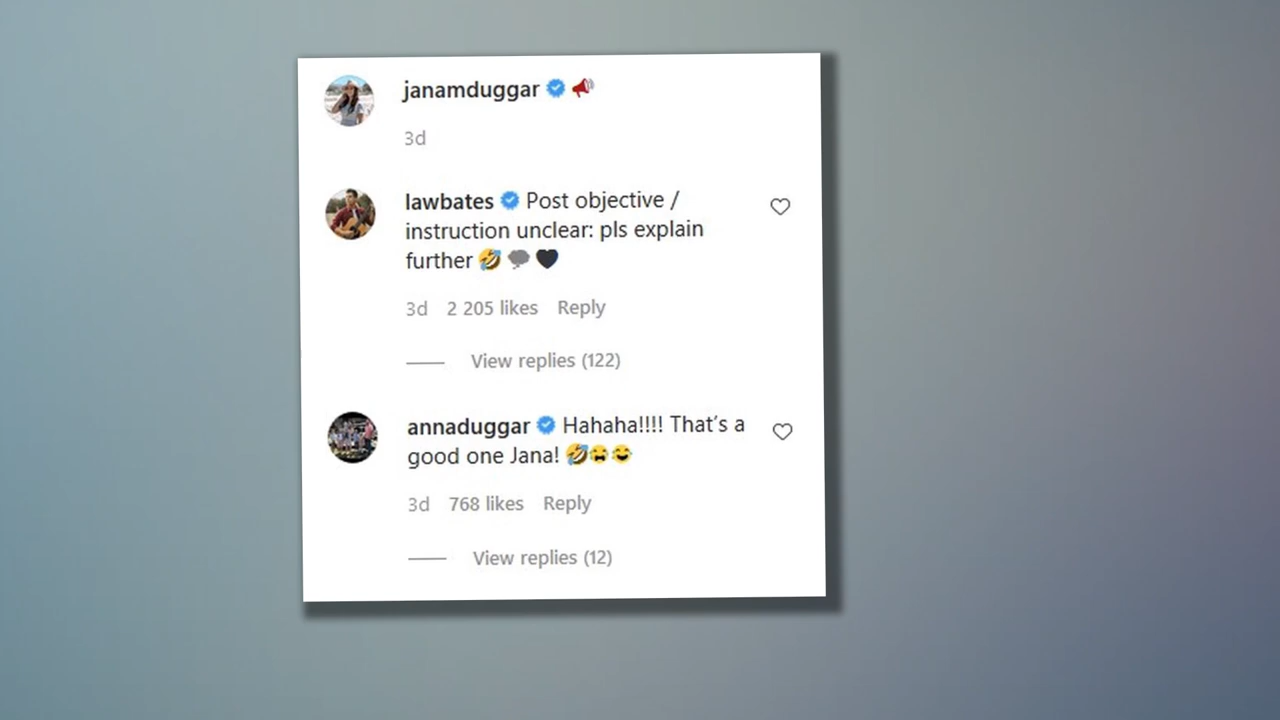 janamduggar 📣
3d
lawbates Post objective /
instruction unclear: pls explain
further 🤣💭🖤
3d 2 205 likes Reply
View replies (122)
annaduggar Hahaha!!!! That's a
good one Jana! 🤣😭😂
3d 768 likes Reply
View replies (12)